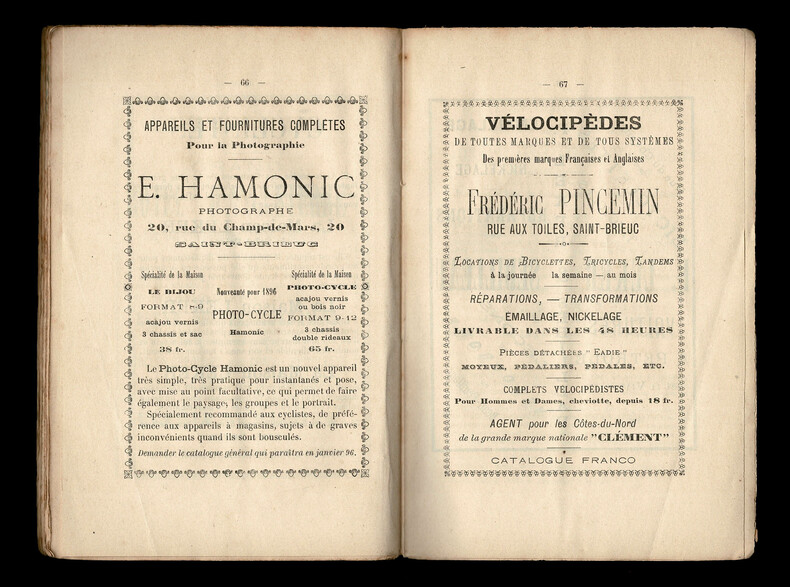 — 66 —
APPAREILS ET FOURNITURES COMPLÈTES
Pour la Photographie
E. HAMONIC
PHOTOGRAPHE
20, rue du Champ-de-Mars, 20
SAINT-BRIEUC
Spécialité de la Maison
LE BIJOU
FORMAT 8-9
acajou vernis
3 chassis et sac
38 fr.
Nouveauté pour 1896
PHOTO-CYCLE
Hamonic
Spécialité de la Maison
PHOTO-CYCLE
acajou vernis
ou bois noir
FORMAT 9-12
3 chassis
double rideaux
65 fr.
Le Photo-Cycle Hamonic est un nouvel appareil
très simple, très pratique pour instantanés et pose,
avec mise au point facultative, ce qui permet de faire
également le paysage, les groupes et le portrait.
Spécialement recommandé aux cyclistes, de préfé-
rence aux appareils à magasins, sujets à de graves
inconvénients quand ils sont bousculés.
Demander le catalogue général qui paraîtra en janvier 96.
— 67 —
VÉLOCIPÈDES
DE TOUTES MARQUES ET DE TOUS SYSTÈMES
Des premières marques Françaises et Anglaises
FRÉDÉRIC PINCEMIN
RUE AUX TOILES, SAINT-BRIEUC
LOCATIONS DE BICYCLETTES, TRICYCLES, TANDEMS
à la journée la semaine — au mois
RÉPARATIONS, — TRANSFORMATIONS
EMAILLAGE, NICKELAGE
LIVRABLE DANS LES 48 HEURES
PIÈCES DÉTACHÉES " EADIE "
MOYEUX, PEDALIERS, PEDALES, ETC.
COMPLETS VELOCIPÉDISTES
Pour Hommes et Dames, cheviotte, depuis 18 fr.
AGENT pour les Côtes-du-Nord
de la grande marque nationale "CLÉMENT"
CATALOGUE FRANCO